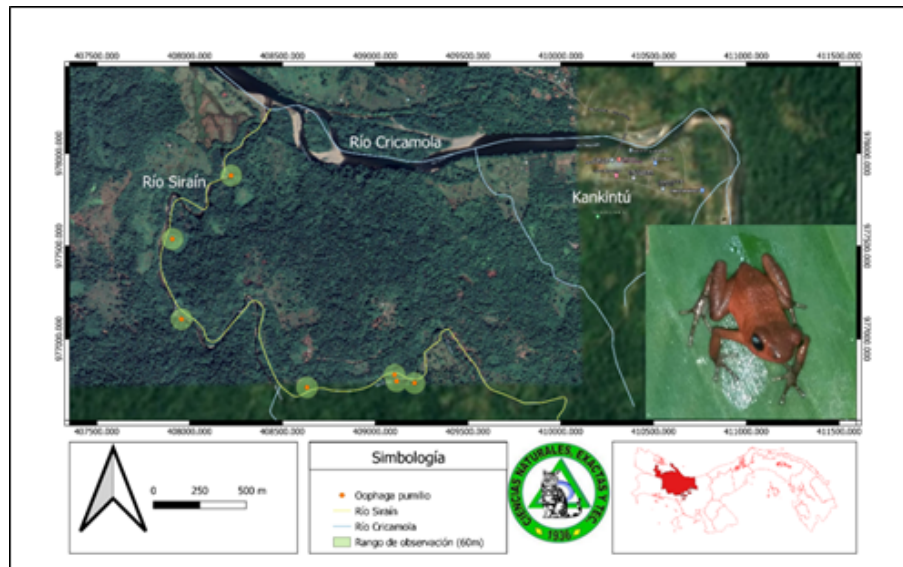 407500.000 408000.000 408500.000 409000.000 409500.000 410000.000 410500.000 411000.000 411500.000
978000.000 978000.000
977500.000 977500.000
977000.000 977000.000
Río Cricamola
Río Siraín
Kankintú
407500.000 408000.000 408500.000 409000.000 409500.000 410000.000 410500.000 411000.000 411500.000
0 250 500 m
Simbología
Oophaga pumilio
Río Siraín
Río Cricamola
Rango de observación (60m)
CIENCIAS NATURALES, EXACTAS Y TEC.
1936